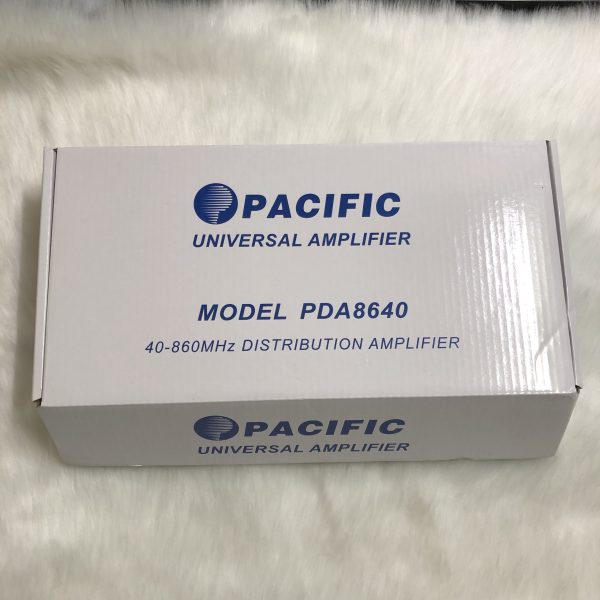 PACIFIC
UNIVERSAL AMPLIFIER
MODEL PDA8640
40-860MHz DISTRIBUTION AMPLIFIER
PACIFIC
UNIVERSAL AMPLIFIER